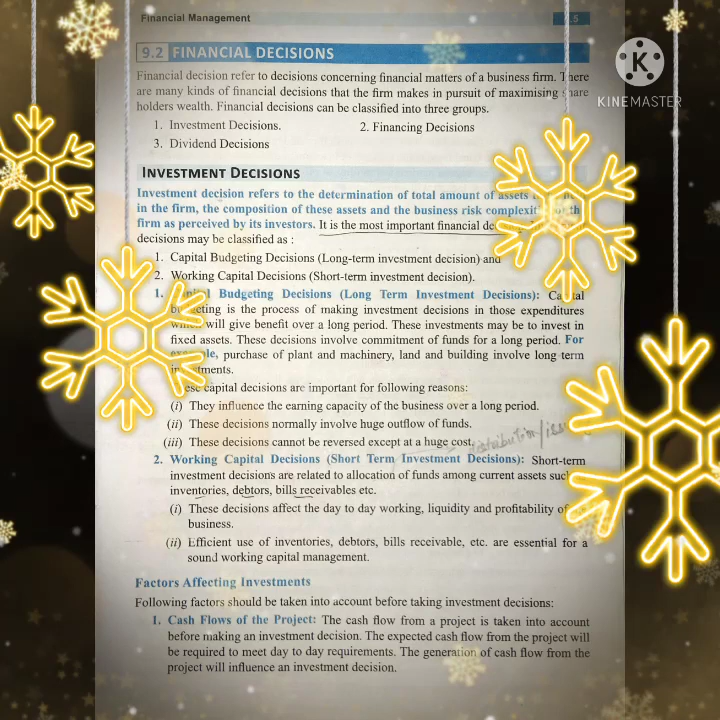 Financial Management
.5
KINEMASTER
9.2 FINANCIAL DECISIONS
Financial decision refer to decisions concerning financial matters of a business firm. There
are many kinds of financial decisions that the firm makes in pursuit of maximising share
holders wealth. Financial decisions can be classified into three groups.
1. Investment Decisions. 2. Financing Decisions
3. Dividend Decisions
INVESTMENT DECISIONS
Investment decision refers to the determination of total amount of assets
in the firm, the composition of these assets and the business risk
firm as perceived by its investors. It is the most important financial
decisions may be classified as :
1. Capital Budgeting Decisions (Long-term investment decision) and
2. Working Capital Decisions (Short-term investment decision).
1. Capital Budgeting Decisions (Long Term Investment Decisions): Capital
budgeting is the process of making investment decisions in those expenditures
which will give benefit over a long period. These investments may be to invest in
fixed assets. These decisions involve commitment of funds for a long period. For
example, purchase of plant and machinery, land and building involve long term
investments.
These capital decisions are important for following reasons:
(i) They influence the earning capacity of the business over a long period.
(ii) These decisions normally involve huge outflow of funds.
(iii) These decisions cannot be reversed except at a huge cost.
2. Working Capital Decisions (Short Term Investment Decisions): Short-term
investment decisions are related to allocation of funds among current assets such
inventories, debtors, bills receivables etc.
(i) These decisions affect the day to day working, liquidity and profitability of
business.
(ii) Efficient use of inventories, debtors, bills receivable, etc. are essential for a
sound working capital management.
Factors Affecting Investments
Following factors should be taken into account before taking investment decisions:
1. Cash Flows of the Project: The cash flow from a project is taken into account
before making an investment decision. The expected cash flow from the project will
be required to meet day to day requirements. The generation of cash flow from the
project will influence an investment decision.